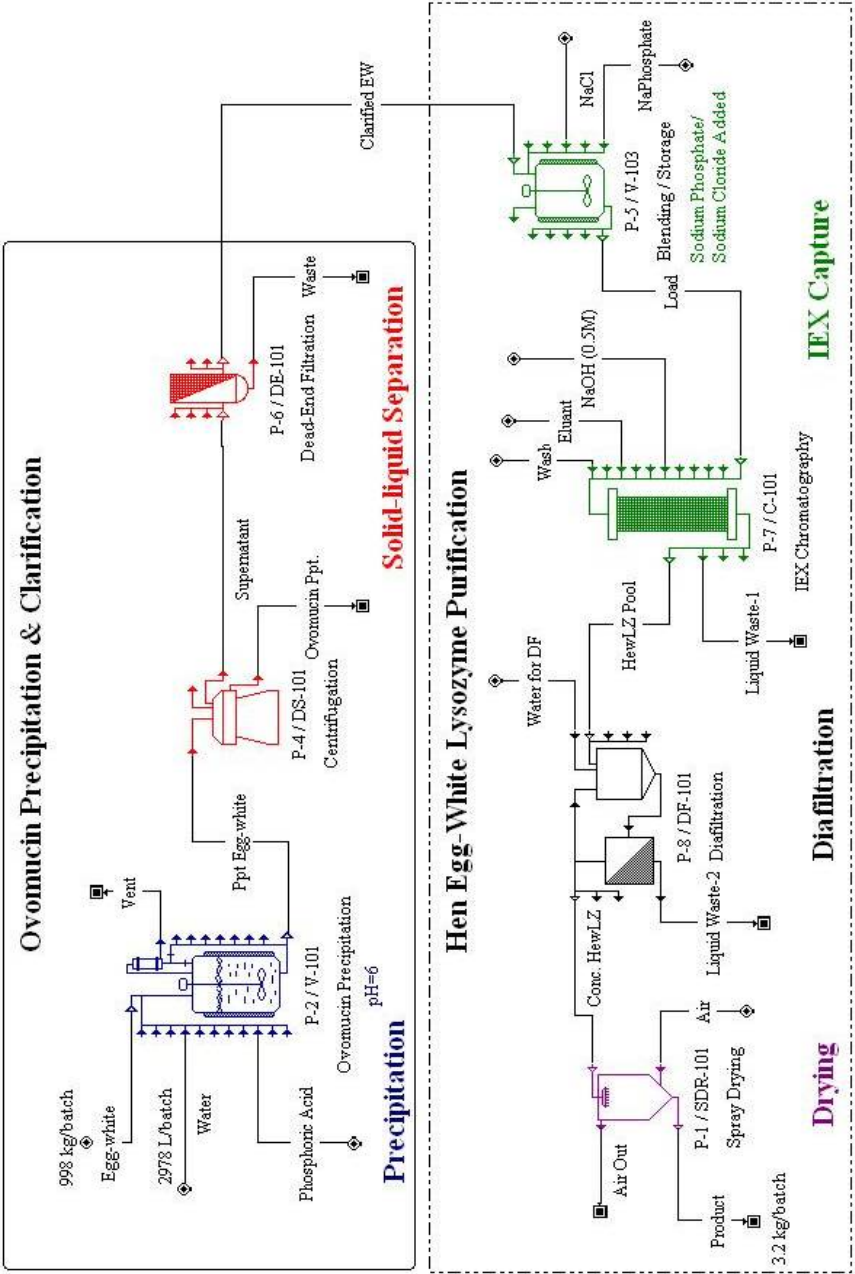 Ovomucin Precipitation & Clarification
998 kg/batch
Egg-white
2978 L/batch
Water
Phosphoric Acid
Vent
P-2 / V-101
Ovomucin Precipitation
pH=6
Precipitation
Ppt Egg-white
P-4 / DS-101
Centrifugation
Supernatant
Ovomucin Ppt.
P-6 / DE-101
Dead-End Filtration
Waste
Solid-liquid Separation
Clarified EW
Hen Egg-White Lysozyme Purification
NaCl
NaPhosphate
P-5 / V-103
Blending / Storage
Sodium Phosphate/
Sodium Cloride Added
Load
IEX Capture
Wash
Eluant
NaOH (0.5M)
P-7 / C-101
IEX Chromatography
HewLZ Pool
Liquid Waste-1
Water for DF
P-8 / DF-101
Diafiltration
Liquid Waste-2
Conc. HewLZ
Diafiltration
Air
P-1 / SDR-101
Spray Drying
Air Out
Product
3.2 kg/batch
Drying